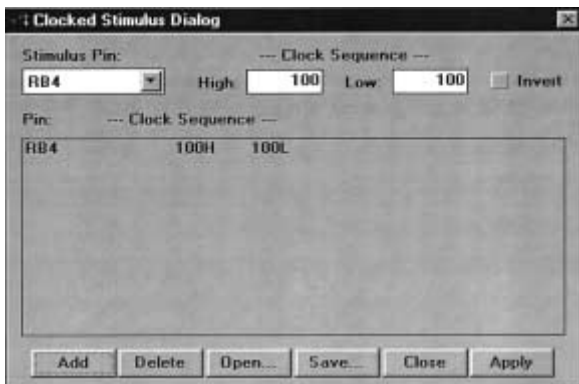 Clocked Stimulus Dialog
Stimulus Pin: --- Clock Sequence ---
RB4 High: 100 Low: 100 Invert
Pin: --- Clock Sequence ---
RB4 100H 100L
Add Delete Open... Save... Close Apply